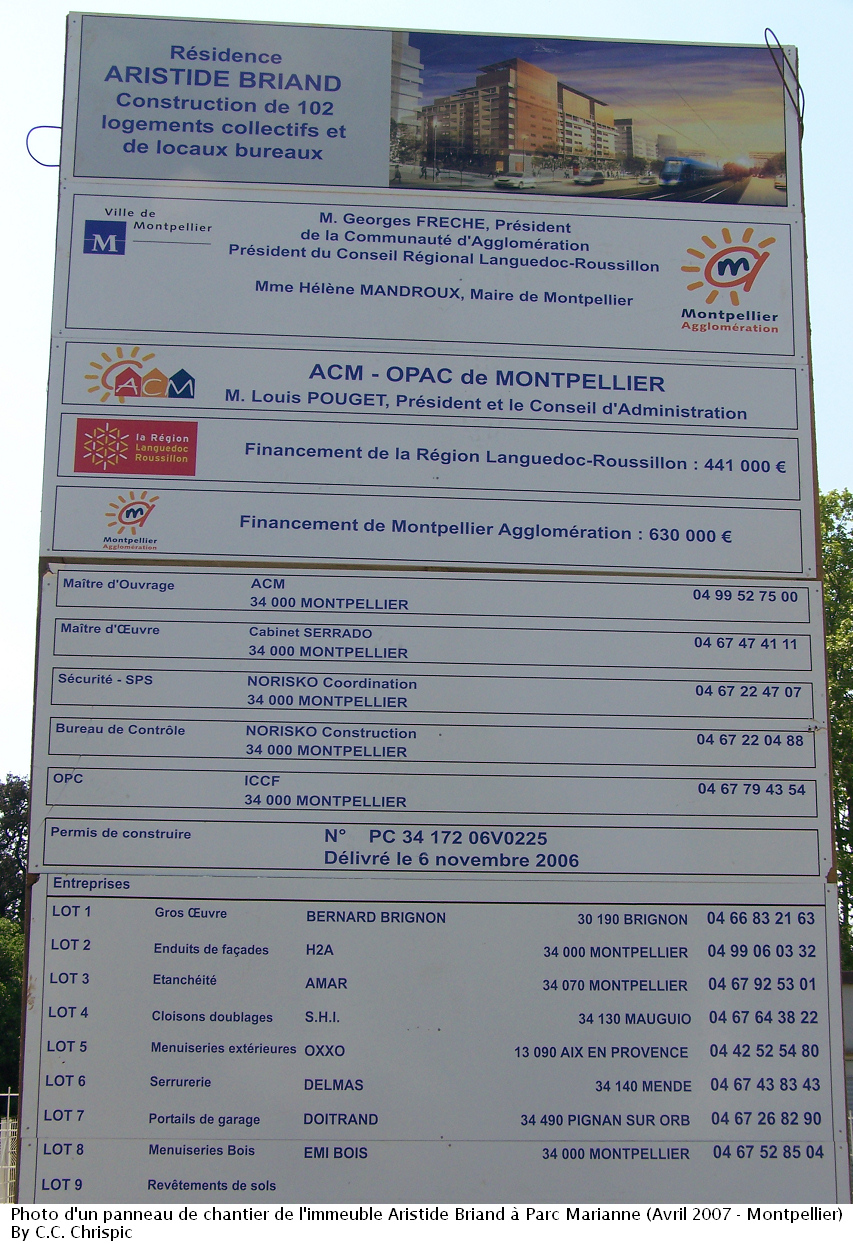 Résidence
ARISTIDE BRIAND
Construction de 102
logements collectifs et
de locaux bureaux
Ville de
Montpellier
M
M. Georges FRECHE, Président
de la Communauté d'Agglomération
Président du Conseil Régional Languedoc-Roussillon
Mme Hélène MANDROUX, Maire de Montpellier
m
Montpellier
Agglomération
ACM
ACM - OPAC de MONTPELLIER
M. Louis POUGET, Président et le Conseil d'Administration
la Région
Languedoc
Roussillon
Financement de la Région Languedoc-Roussillon : 441 000 €
m
Montpellier
Agglomération
Financement de Montpellier Agglomération : 630 000 €
Maître d'Ouvrage ACM 04 99 52 75 00
34 000 MONTPELLIER
Maître d'Œuvre Cabinet SERRADO 04 67 47 41 11
34 000 MONTPELLIER
Sécurité - SPS NORISKO Coordination 04 67 22 47 07
34 000 MONTPELLIER
Bureau de Contrôle NORISKO Construction 04 67 22 04 88
34 000 MONTPELLIER
OPC ICCF 04 67 79 43 54
34 000 MONTPELLIER
Permis de construire N° PC 34 172 06V0225
Délivré le 6 novembre 2006
Entreprises
LOT 1 Gros Œuvre BERNARD BRIGNON 30 190 BRIGNON 04 66 83 21 63
LOT 2 Enduits de façades H2A 34 000 MONTPELLIER 04 99 06 03 32
LOT 3 Etanchéité AMAR 34 070 MONTPELLIER 04 67 92 53 01
LOT 4 Cloisons doublages S.H.I. 34 130 MAUGUIO 04 67 64 38 22
LOT 5 Menuiseries extérieures OXXO 13 090 AIX EN PROVENCE 04 42 52 54 80
LOT 6 Serrurerie DELMAS 34 140 MENDE 04 67 43 83 43
LOT 7 Portails de garage DOITRAND 34 490 PIGNAN SUR ORB 04 67 26 82 90
LOT 8 Menuiseries Bois EMI BOIS 34 000 MONTPELLIER 04 67 52 85 04
LOT 9 Revêtements de sols
Photo d'un panneau de chantier de l'immeuble Aristide Briand à Parc Marianne (Avril 2007 - Montpellier)
By C.C. Chrispic